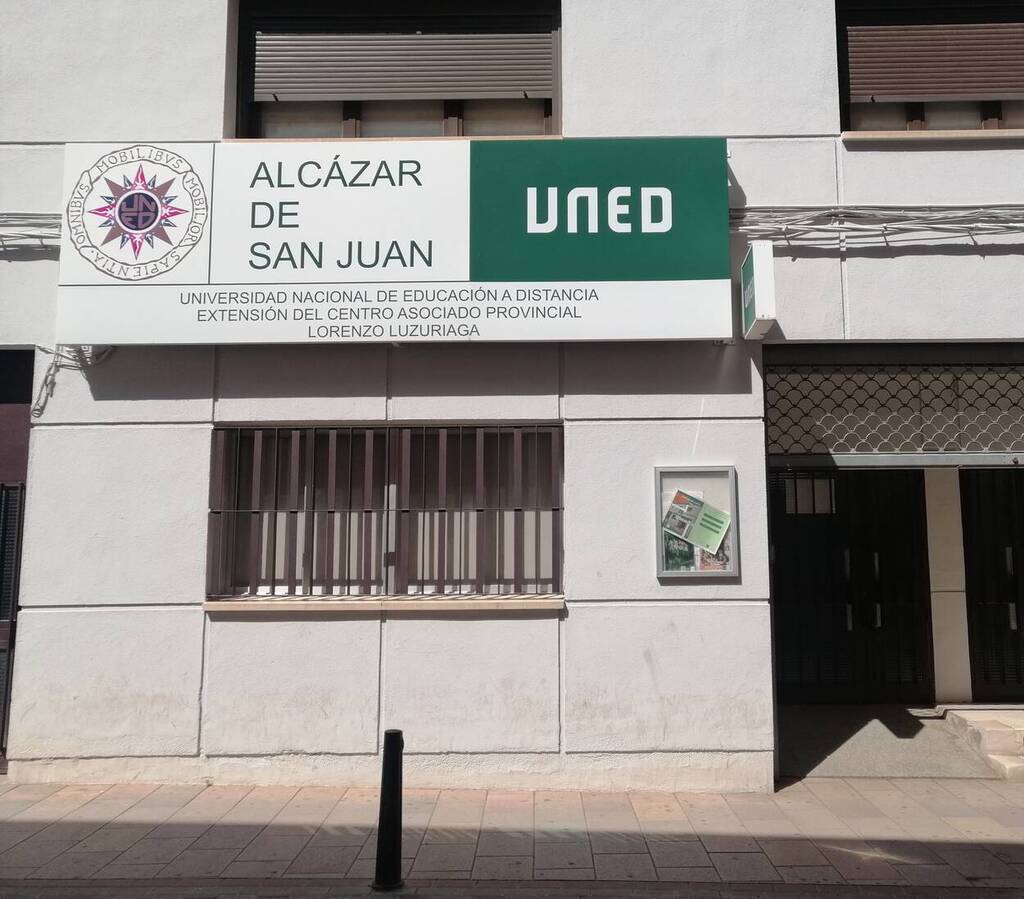 OMNIBVS MOBILIBVS MOBILIOR SAPIENTIA
UNED
ALCÁZAR
DE
SAN JUAN
UNED
UNIVERSIDAD NACIONAL DE EDUCACIÓN A DISTANCIA
EXTENSIÓN DEL CENTRO ASOCIADO PROVINCIAL
LORENZO LUZURIAGA